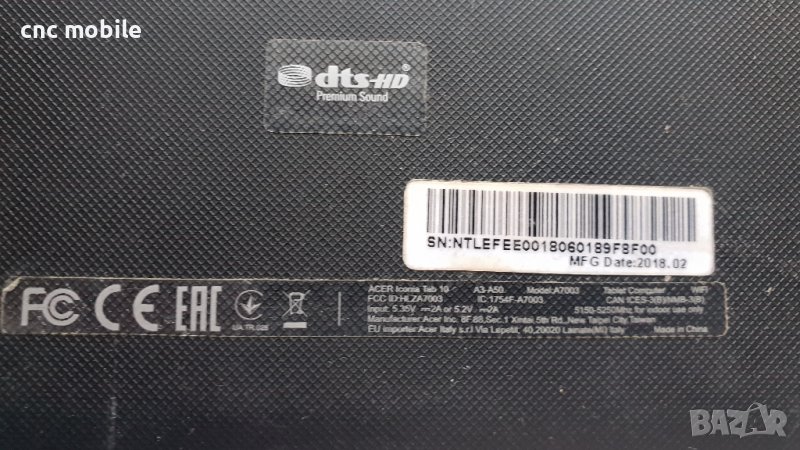 cnc mobile
dts-HD®
Premium Sound
SN:NTLEFEE0018060189F8F00
MFG Date:2018.02
ACER Iconia Tab 10 A3-A50 Model:A7003 Tablet Computer WiFi
FCC ID:HLZA7003 IC:1754F-A7003 CAN ICES-3(B)/NMB-3(B)
Input: 5.35V ⎓2A or 5.2V ⎓2A 5150-5250Mhz for indoor use only
Manufacturer:Acer Inc. 8F,88,Sec.1 Xintai 5th Rd.,New Taipei City,Taiwan
EU importer:Acer Italy s.r.l Via Lepetit, 40,20020 Lainate(MI) Italy Made in China
FC CE EAC
UA.TR.028
BAZAR